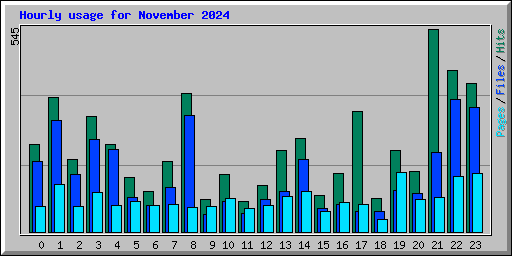 Hourly usage for November 2024
545
Pages / Files / Hits
0 1 2 3 4 5 6 7 8 9 10 11 12 13 14 15 16 17 18 19 20 21 22 23